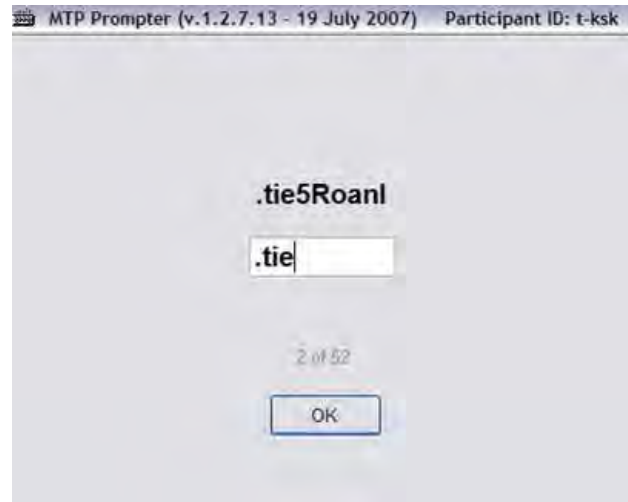 MTP Prompter (v.1.2.7.13 - 19 July 2007) Participant ID: t-ksk
.tie5Roanl
.tie
2 of 52
OK